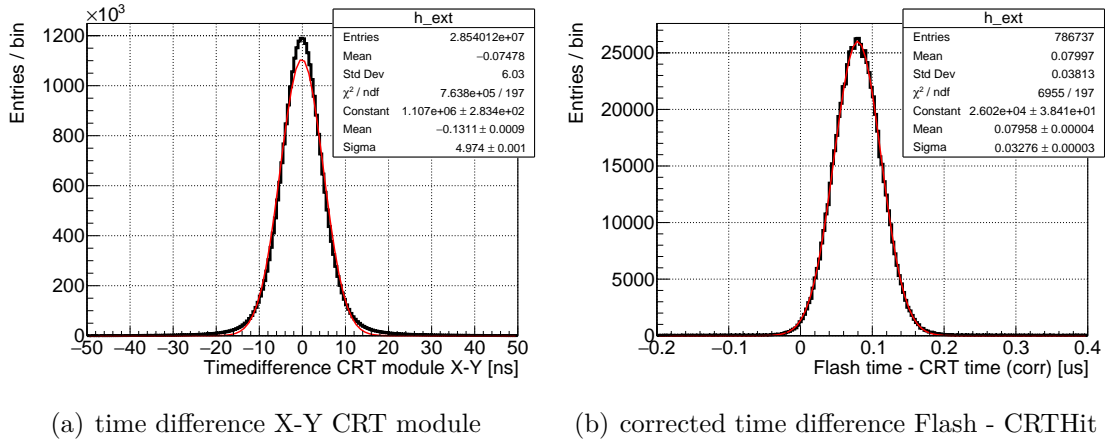 ×10³
h_ext
Entries 2.854012e+07
Mean −0.07478
Std Dev 6.03
χ² / ndf 7.638e+05 / 197
Constant 1.107e+06 ± 2.834e+02
Mean −0.1311 ± 0.0009
Sigma 4.974 ± 0.001
Entries / bin
1200
1000
800
600
400
200
0
−50 −40 −30 −20 −10 0 10 20 30 40 50
Timedifference CRT module X-Y [ns]
(a) time difference X-Y CRT module
h_ext
Entries 786737
Mean 0.07997
Std Dev 0.03813
χ² / ndf 6955 / 197
Constant 2.602e+04 ± 3.841e+01
Mean 0.07958 ± 0.00004
Sigma 0.03276 ± 0.00003
Entries / bin
25000
20000
15000
10000
5000
0
−0.2 −0.1 0 0.1 0.2 0.3 0.4
Flash time - CRT time (corr) [us]
(b) corrected time difference Flash - CRTHit